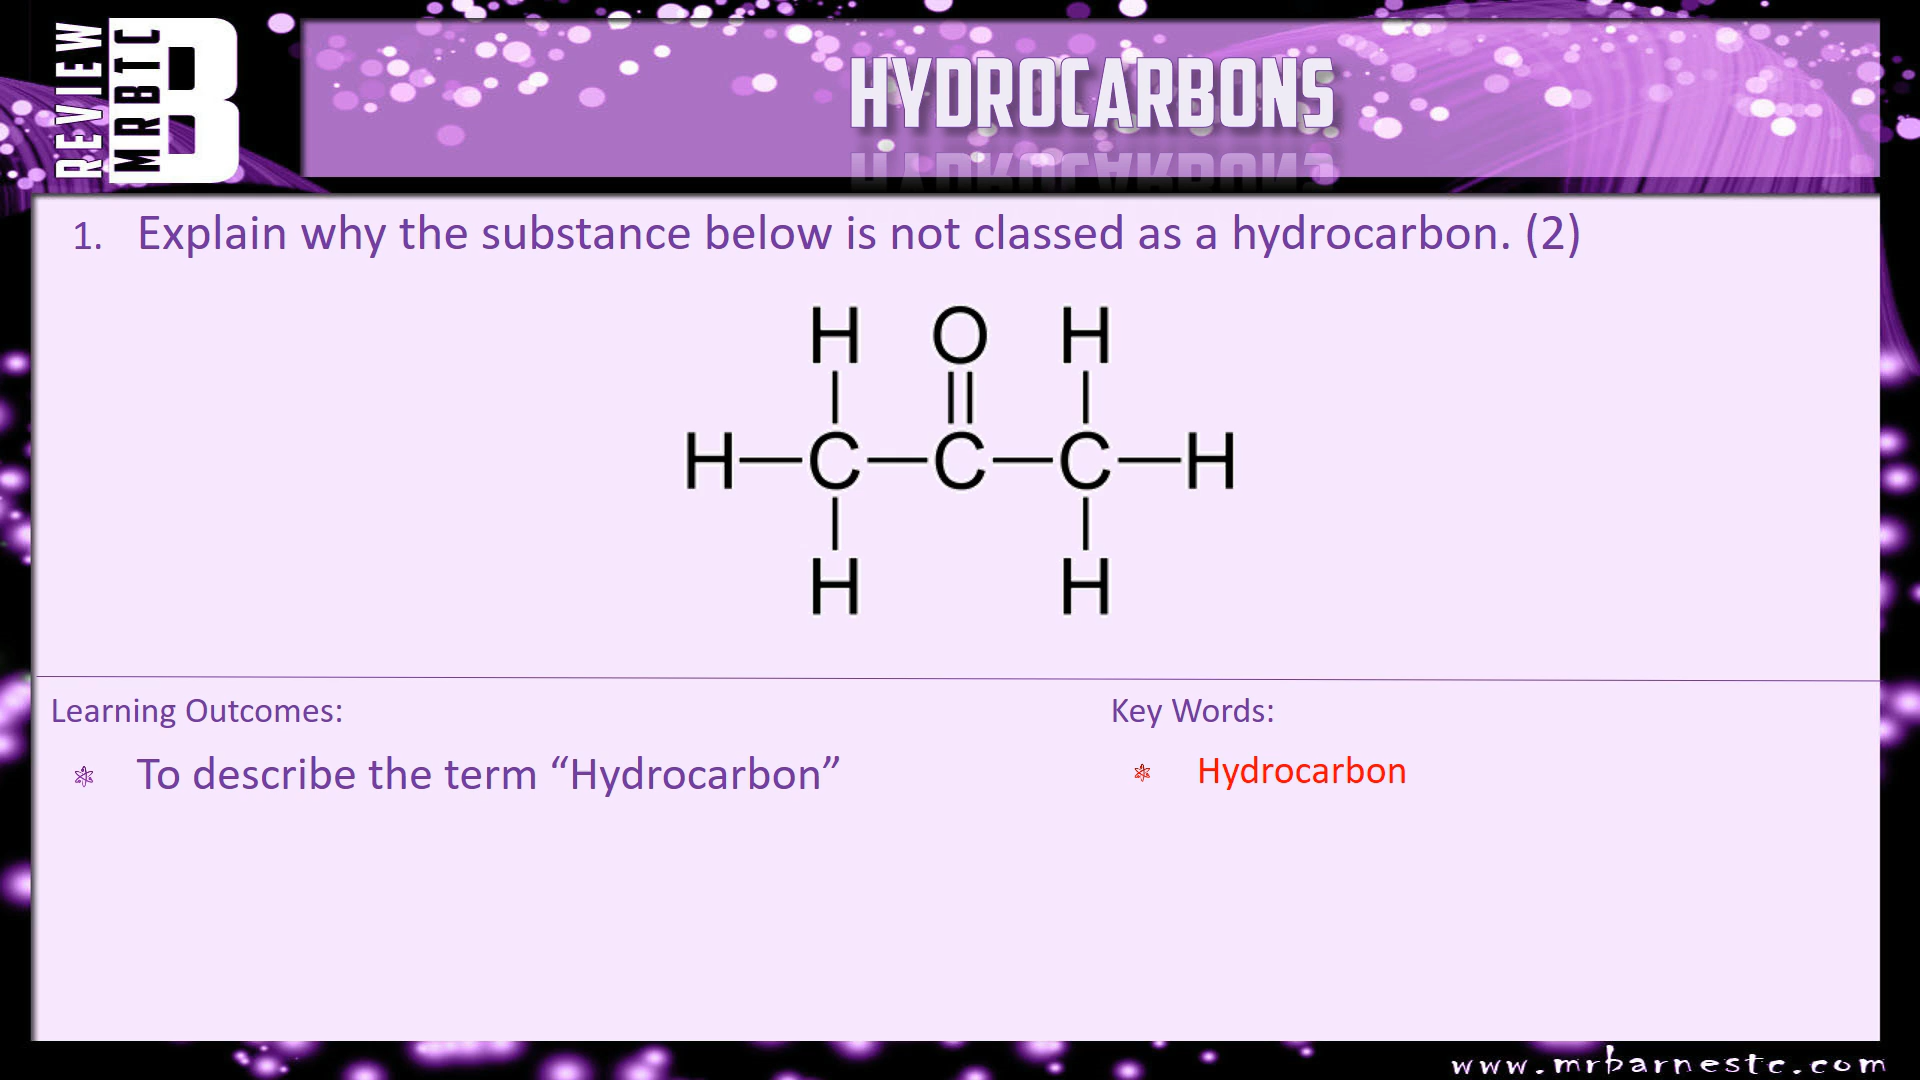 REVIEW
MRBTC
B
HYDROCARBONS
1. Explain why the substance below is not classed as a hydrocarbon. (2)
H O H
H C C C H
H H
Learning Outcomes:
To describe the term “Hydrocarbon”
Key Words:
Hydrocarbon
www.mrbarnestc.com